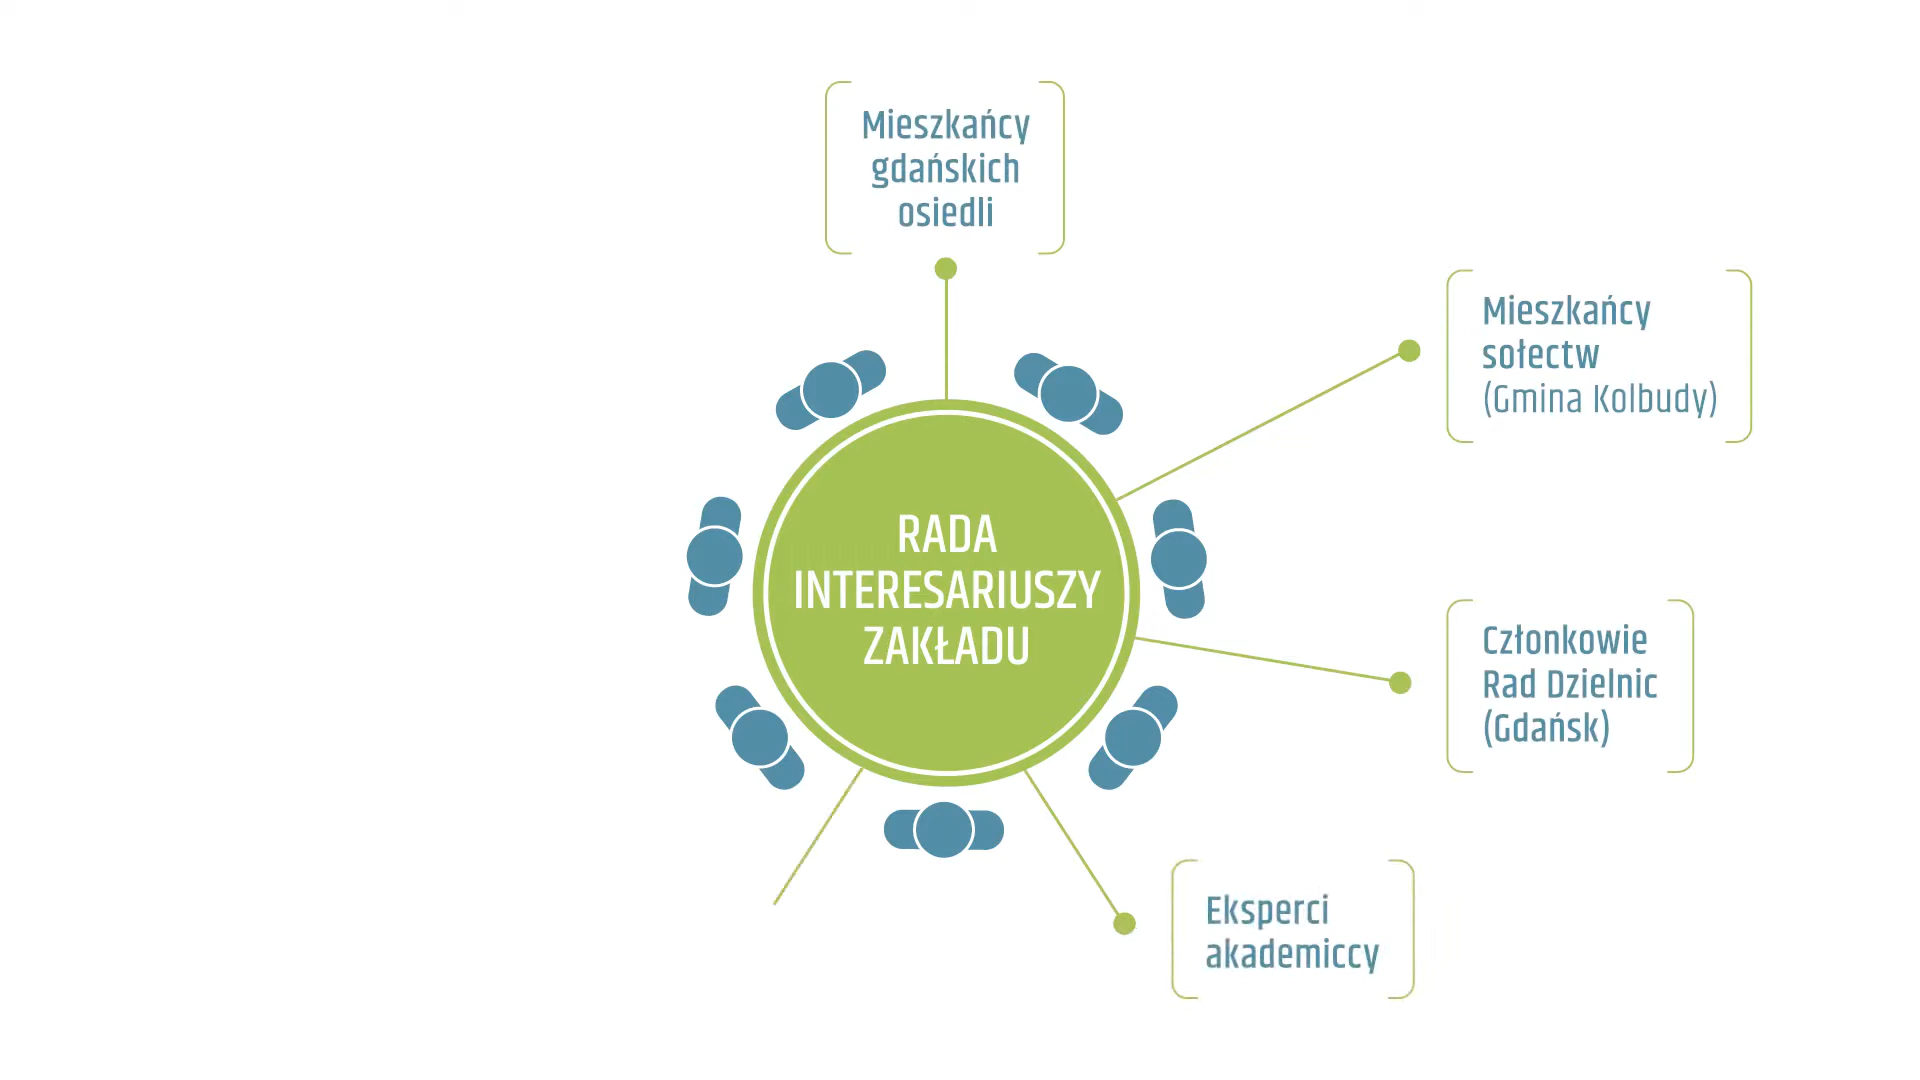 Mieszkańcy
gdańskich
osiedli
Mieszkańcy
sołectw
(Gmina Kolbudy)
RADA
INTERESARIUSZY
ZAKŁADU
Członkowie
Rad Dzielnic
(Gdańsk)
Eksperci
akademiccy